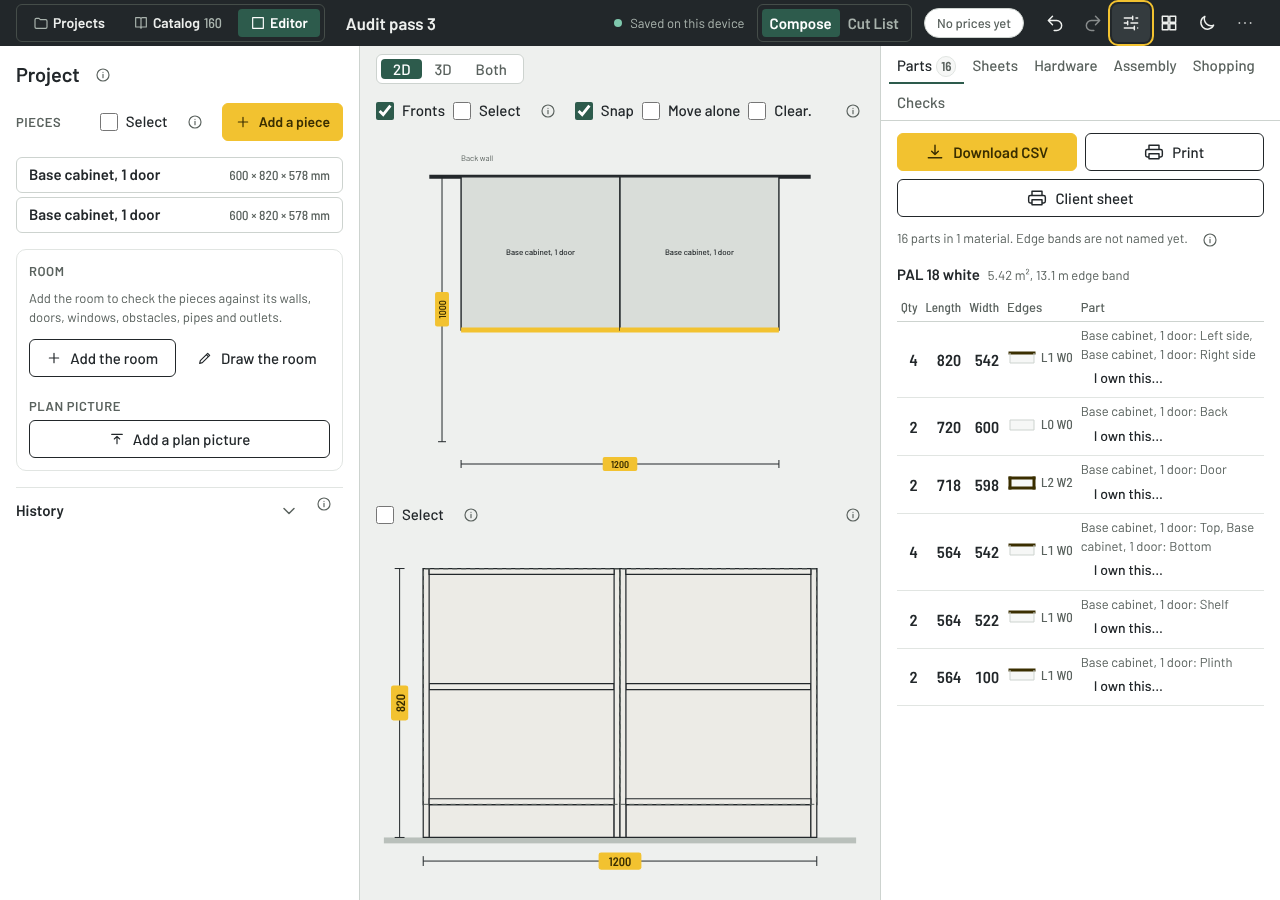 Projects
Catalog 160
Editor
Audit pass 3
Saved on this device
Compose
Cut List
No prices yet
Project
PIECES
Select
Add a piece
Base cabinet, 1 door 600 × 820 × 578 mm
Base cabinet, 1 door 600 × 820 × 578 mm
ROOM
Add the room to check the pieces against its walls,
doors, windows, obstacles, pipes and outlets.
Add the room
Draw the room
PLAN PICTURE
Add a plan picture
History
2D
3D
Both
Fronts
Select
Snap
Move alone
Clear.
Back wall
Base cabinet, 1 door
Base cabinet, 1 door
1000
1200
Select
820
1200
Parts 16
Sheets
Hardware
Assembly
Shopping
Checks
Download CSV
Print
Client sheet
16 parts in 1 material. Edge bands are not named yet.
PAL 18 white 5.42 m², 13.1 m edge band
Qty Length Width Edges Part
4 820 542 L1 W0 Base cabinet, 1 door: Left side,
Base cabinet, 1 door: Right side
I own this...
2 720 600 L0 W0 Base cabinet, 1 door: Back
I own this...
2 718 598 L2 W2 Base cabinet, 1 door: Door
I own this...
4 564 542 L1 W0 Base cabinet, 1 door: Top, Base
cabinet, 1 door: Bottom
I own this...
2 564 522 L1 W0 Base cabinet, 1 door: Shelf
I own this...
2 564 100 L1 W0 Base cabinet, 1 door: Plinth
I own this...